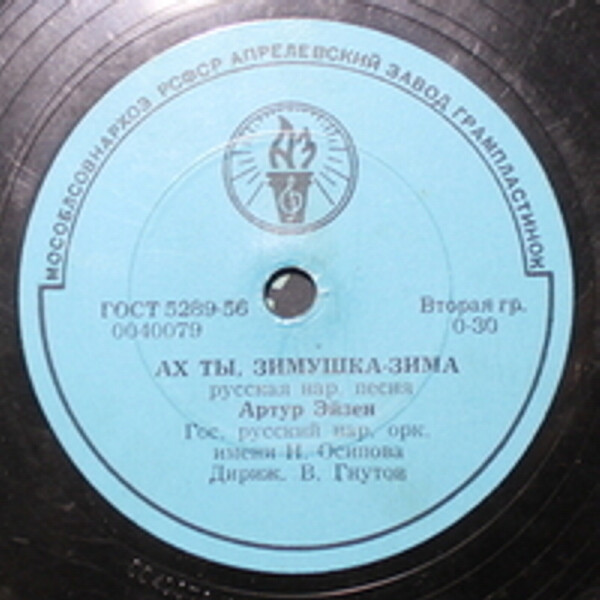 МОСОБЛСОВНАРХОЗ РСФСР АПРЕЛЕВСКИЙ ЗАВОД ГРАМПЛАСТИНОК
АЗ
ГОСТ 5289-56
0040079
Вторая гр.
0-30
АХ ТЫ, ЗИМУШКА-ЗИМА
русская нар. песня
Артур Эйзен
Гос. русский нар. орк.
имени Н. Осипова
Дириж. В. Гнутов